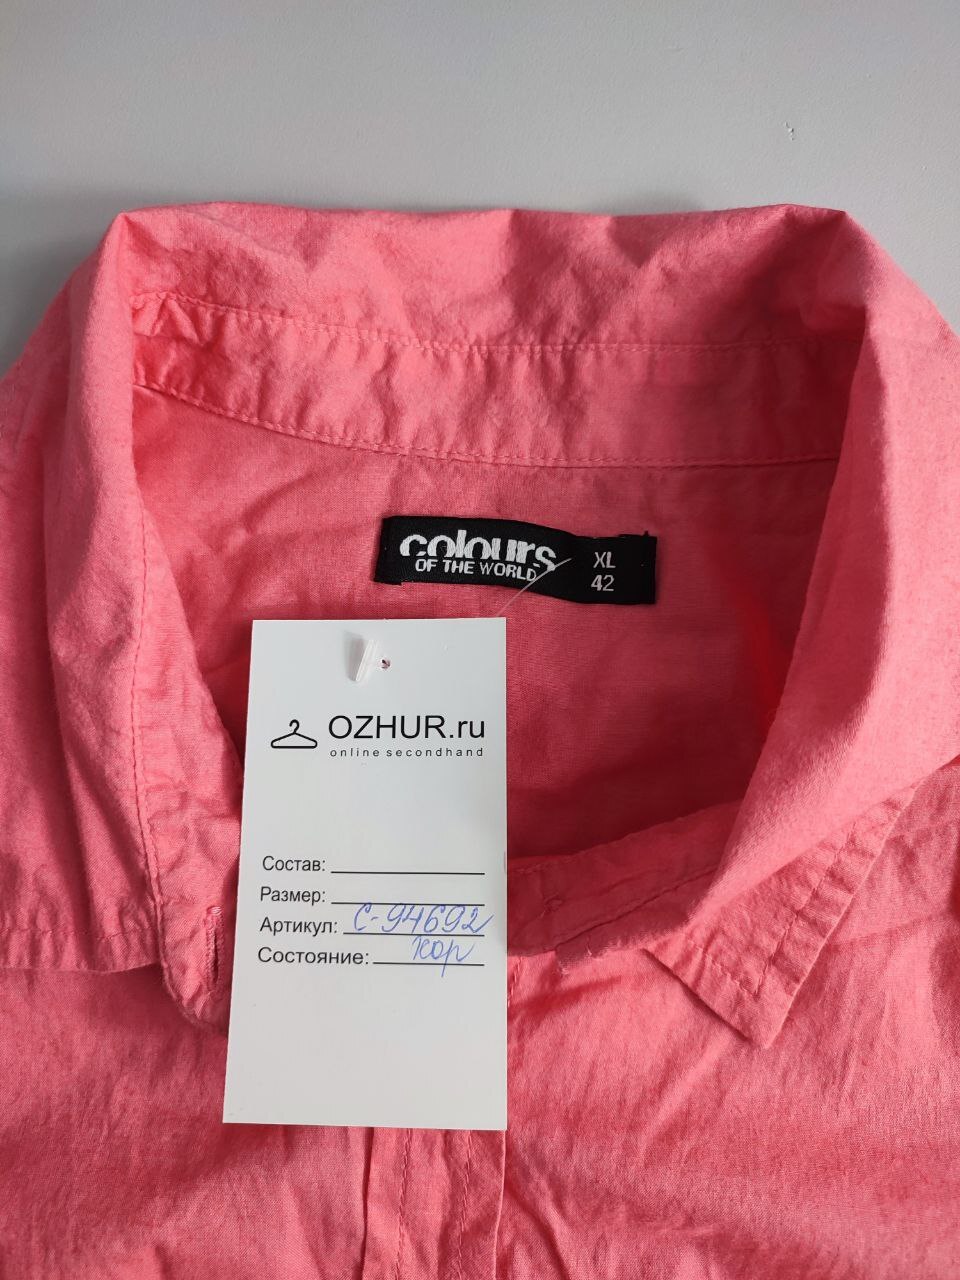 colours
OF THE WORLD
XL
42
OZHUR.ru
online secondhand
Состав:
Размер:
Артикул: С-94692
Состояние: хор